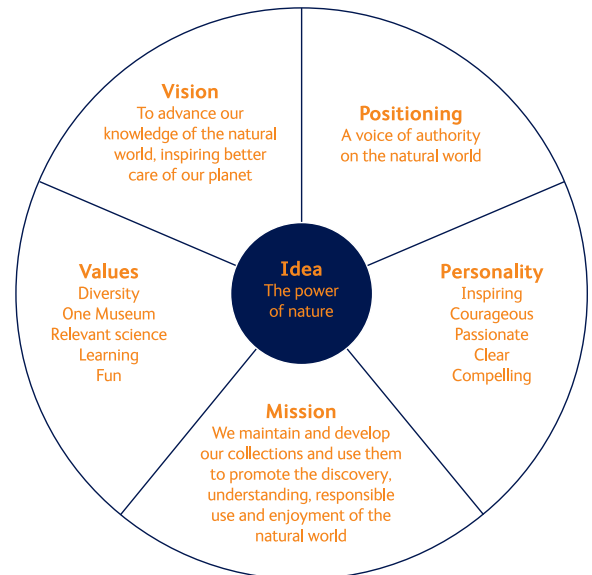 Vision
To advance our
knowledge of the natural
world, inspiring better
care of our planet
Positioning
A voice of authority
on the natural world
Values
Diversity
One Museum
Relevant science
Learning
Fun
Idea
The power
of nature
Personality
Inspiring
Courageous
Passionate
Clear
Compelling
Mission
We maintain and develop
our collections and use them
to promote the discovery,
understanding, responsible
use and enjoyment of the
natural world